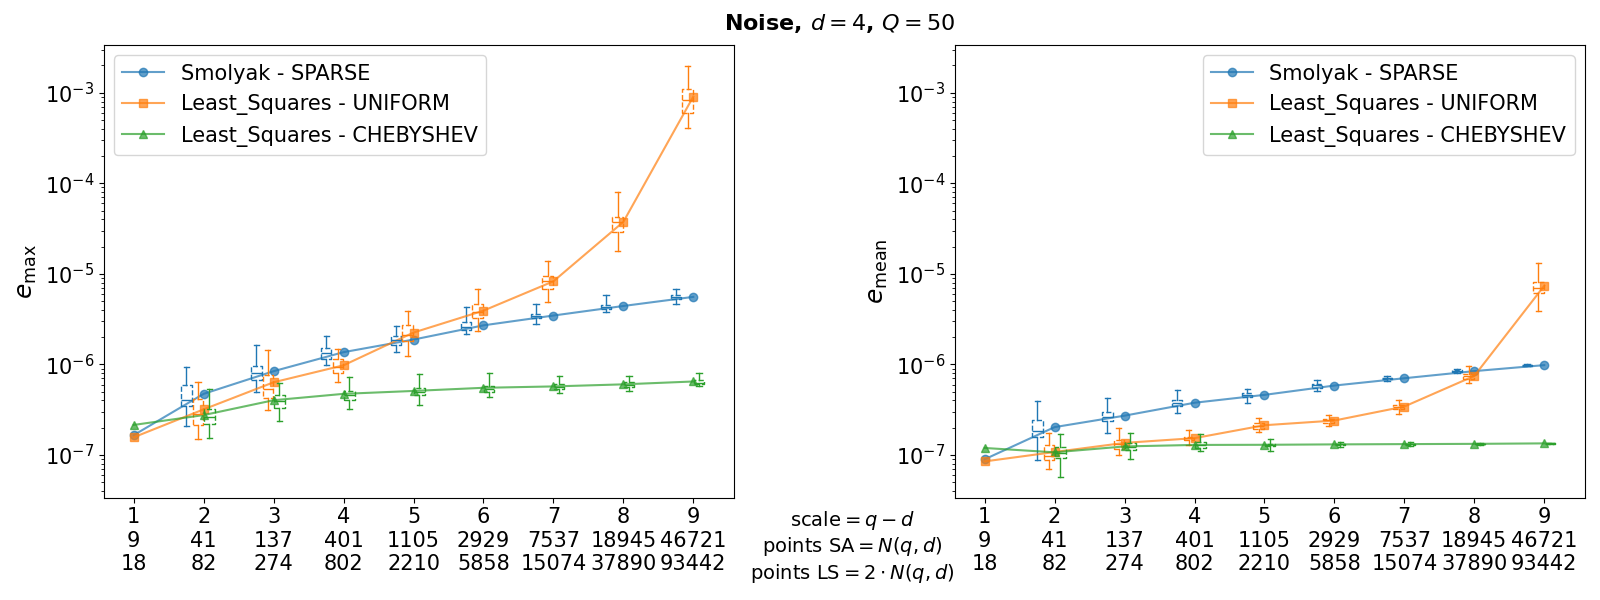 Noise, d = 4, Q = 50
Smolyak - SPARSE
Least_Squares - UNIFORM
Least_Squares - CHEBYSHEV
e_max
10^-3
10^-4
10^-5
10^-6
10^-7
1 2 3 4 5 6 7 8 9
9 41 137 401 1105 2929 7537 18945 46721
18 82 274 802 2210 5858 15074 37890 93442
scale = q − d
points SA = N(q, d)
points LS = 2 · N(q, d)
Smolyak - SPARSE
Least_Squares - UNIFORM
Least_Squares - CHEBYSHEV
e_mean
10^-3
10^-4
10^-5
10^-6
10^-7
1 2 3 4 5 6 7 8 9
9 41 137 401 1105 2929 7537 18945 46721
18 82 274 802 2210 5858 15074 37890 93442